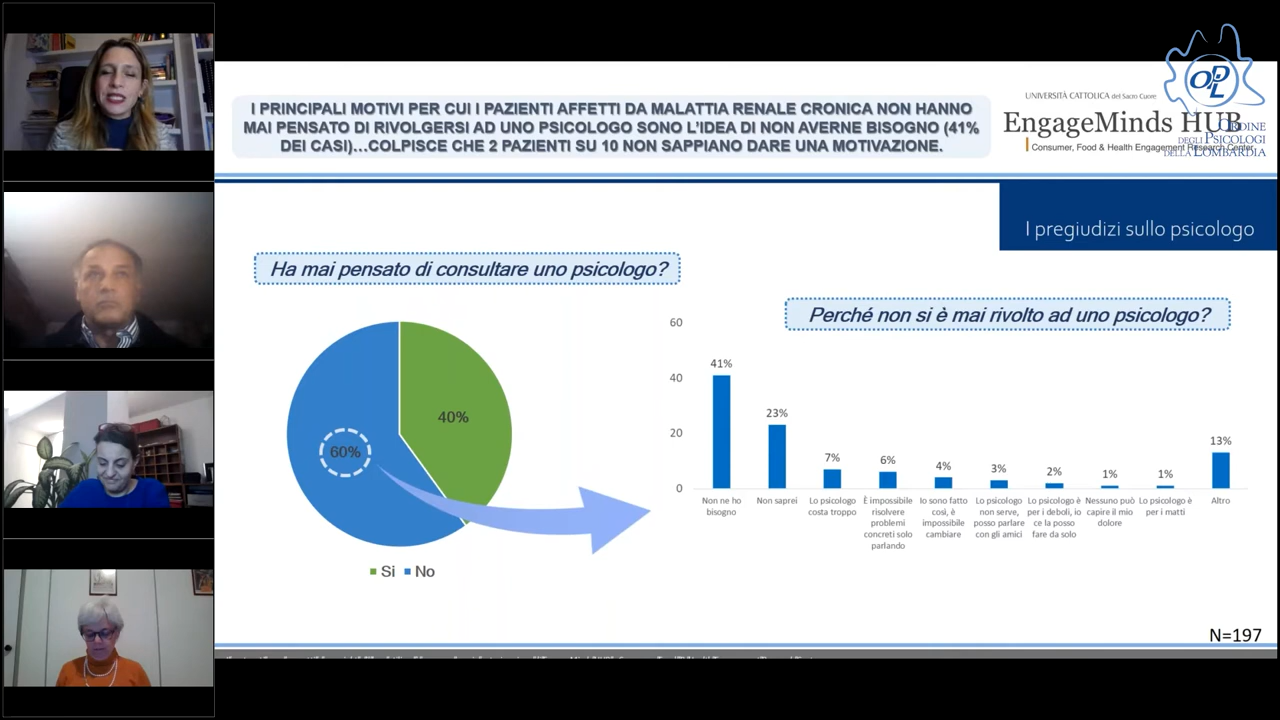 I PRINCIPALI MOTIVI PER CUI I PAZIENTI AFFETTI DA MALATTIA RENALE CRONICA NON HANNO
MAI PENSATO DI RIVOLGERSI AD UNO PSICOLOGO SONO L'IDEA DI NON AVERNE BISOGNO (41%
DEI CASI)…COLPISCE CHE 2 PAZIENTI SU 10 NON SAPPIANO DARE UNA MOTIVAZIONE.
UNIVERSITÀ CATTOLICA del Sacro Cuore
EngageMinds HUB
Consumer, Food & Health Engagement Research Center
OPL
ORDINE
DEGLI PSICOLOGI
DELLA LOMBARDIA
I pregiudizi sullo psicologo
Ha mai pensato di consultare uno psicologo?
40%
60%
Si No
Perché non si è mai rivolto ad uno psicologo?
60
40
20
0
41%
23%
7%
6%
4%
3%
2%
1%
1%
13%
Non ne ho
bisogno
Non saprei
Lo psicologo
costa troppo
È impossibile
risolvere
problemi
concreti solo
parlando
Io sono fatto
così, è
impossibile
cambiare
Lo psicologo
non serve,
posso parlare
con gli amici
Lo psicologo è
per i deboli, io
ce la posso
fare da solo
Nessuno può
capire il mio
dolore
Lo psicologo è
per i matti
Altro
N=197